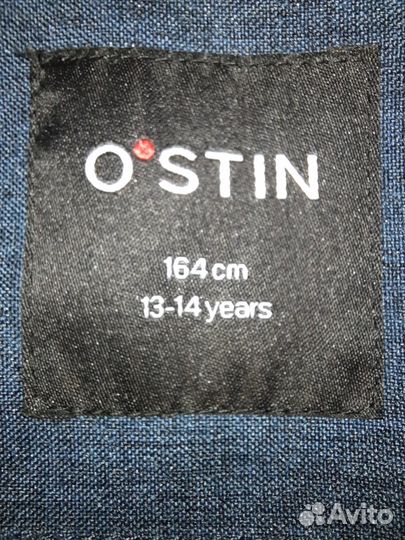 O'STIN
164 cm
13-14 years
Avito